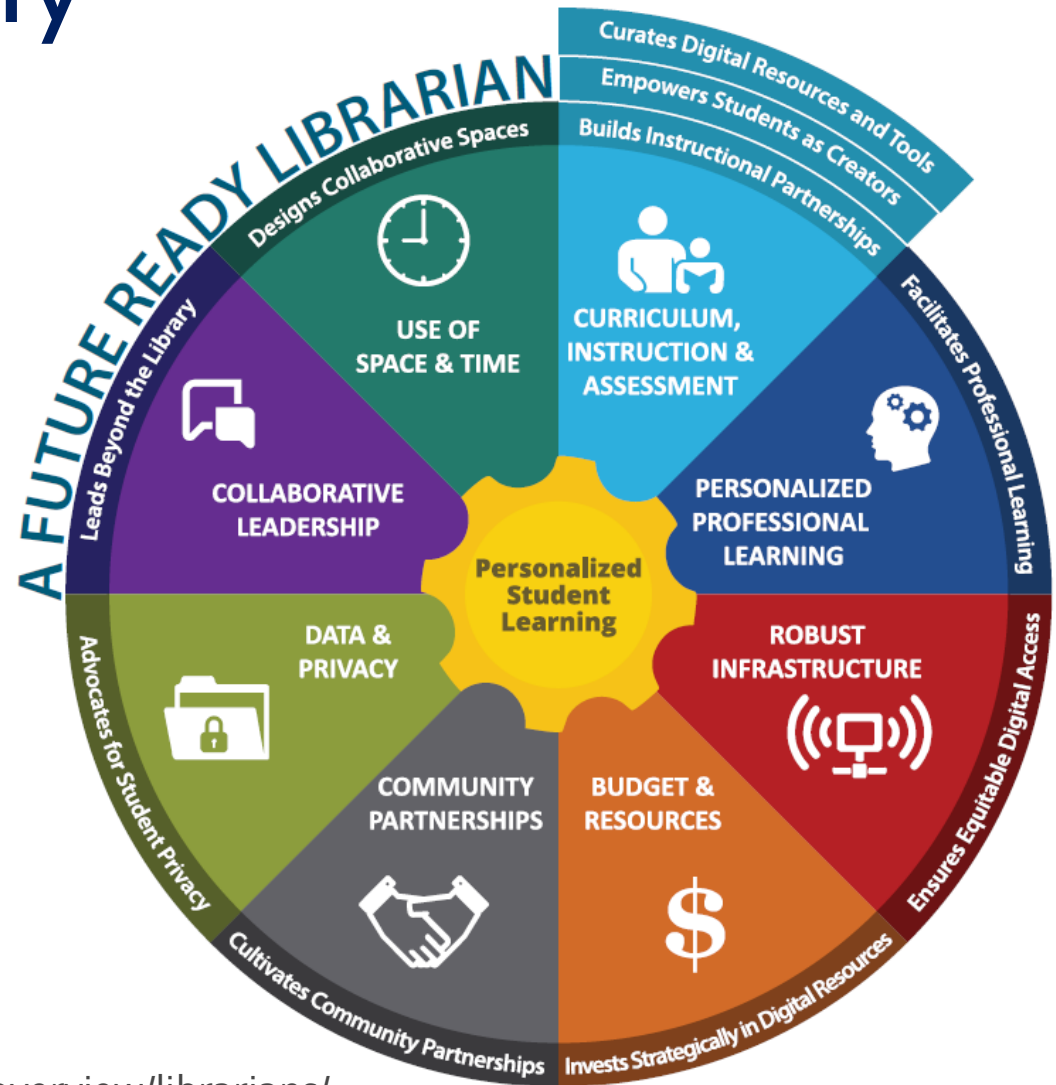 ry
A FUTURE READY LIBRARIAN
Curates Digital Resources and Tools
Empowers Students as Creators
Builds Instructional Partnerships
CURRICULUM,
INSTRUCTION &
ASSESSMENT
Facilitates Professional Learning
PERSONALIZED
PROFESSIONAL
LEARNING
Ensures Equitable Digital Access
ROBUST
INFRASTRUCTURE
Invests Strategically in Digital Resources
BUDGET &
RESOURCES
$
Cultivates Community Partnerships
COMMUNITY
PARTNERSHIPS
Advocates for Student Privacy
DATA &
PRIVACY
Leads Beyond the Library
COLLABORATIVE
LEADERSHIP
Designs Collaborative Spaces
USE OF
SPACE & TIME
Personalized
Student
Learning
overview/librarians/